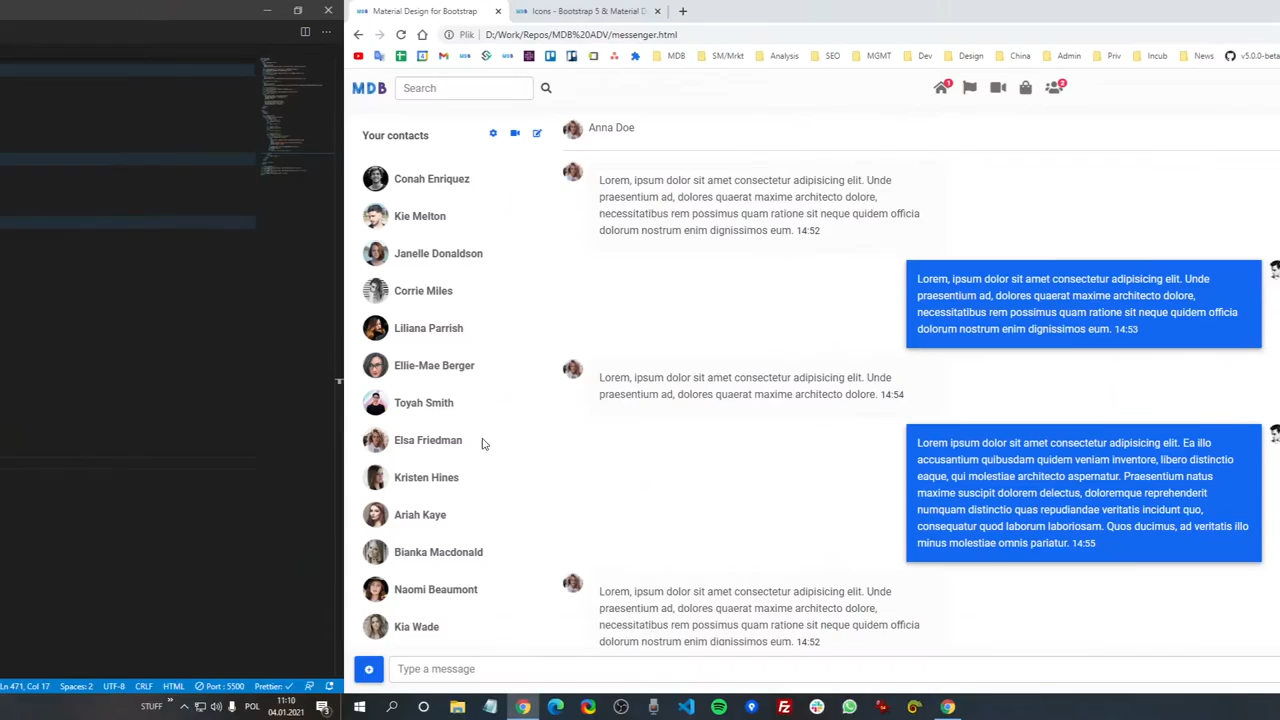 Material Design for Bootstrap
Icons - Bootstrap 5 & Material D
Plik
D:/Work/Repos/MDB%20ADV/messenger.html
MDB
SM/Mrkt
Analysis
SEO
MGMT
Dev
Design
China
Admin
Priv
Inspir
News
v5.0.0-beta
MDB
Search
1
Your contacts
Anna Doe
Conah Enriquez
Kie Melton
Janelle Donaldson
Corrie Miles
Liliana Parrish
Ellie-Mae Berger
Toyah Smith
Elsa Friedman
Kristen Hines
Ariah Kaye
Bianka Macdonald
Naomi Beaumont
Kia Wade
Lorem, ipsum dolor sit amet consectetur adipisicing elit. Unde
praesentium ad, dolores quaerat maxime architecto dolore,
necessitatibus rem possimus quam ratione sit neque quidem officia
dolorum nostrum enim dignissimos eum. 14:52
Lorem, ipsum dolor sit amet consectetur adipisicing elit. Unde
praesentium ad, dolores quaerat maxime architecto dolore,
necessitatibus rem possimus quam ratione sit neque quidem officia
dolorum nostrum enim dignissimos eum. 14:53
Lorem, ipsum dolor sit amet consectetur adipisicing elit. Unde
praesentium ad, dolores quaerat maxime architecto dolore. 14:54
Lorem ipsum dolor sit amet consectetur adipisicing elit. Ea illo
accusantium quibusdam quidem veniam inventore, libero distinctio
eaque, qui molestiae architecto aspernatur. Praesentium natus
maxime suscipit dolorem delectus, doloremque reprehenderit
numquam distinctio quas repudiandae veritatis incidunt quo,
consequatur quod laborum laboriosam. Quos ducimus, ad veritatis illo
minus molestiae omnis pariatur. 14:55
Lorem, ipsum dolor sit amet consectetur adipisicing elit. Unde
praesentium ad, dolores quaerat maxime architecto dolore,
necessitatibus rem possimus quam ratione sit neque quidem officia
dolorum nostrum enim dignissimos eum. 14:52
Type a message
Ln 471, Col 17
Spaces: 2
UTF-8
CRLF
HTML
Port : 5500
Prettier: ✓
STUFF
POL
11:10
04.01.2021
3